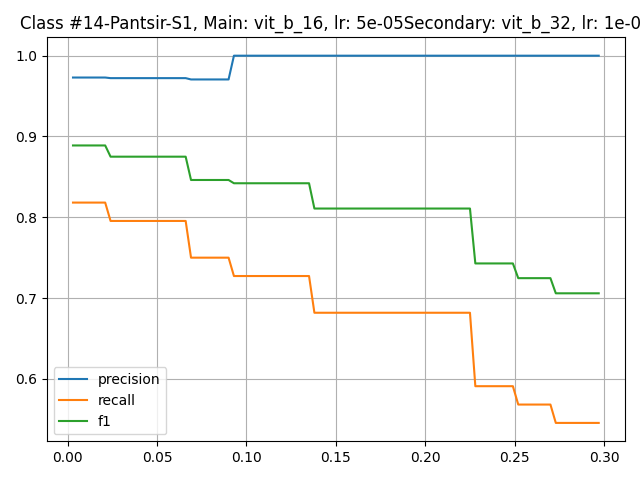 Class #14-Pantsir-S1, Main: vit_b_16, lr: 5e-05Secondary: vit_b_32, lr: 1e-0
1.0
0.9
0.8
0.7
0.6
precision
recall
f1
0.00 0.05 0.10 0.15 0.20 0.25 0.30